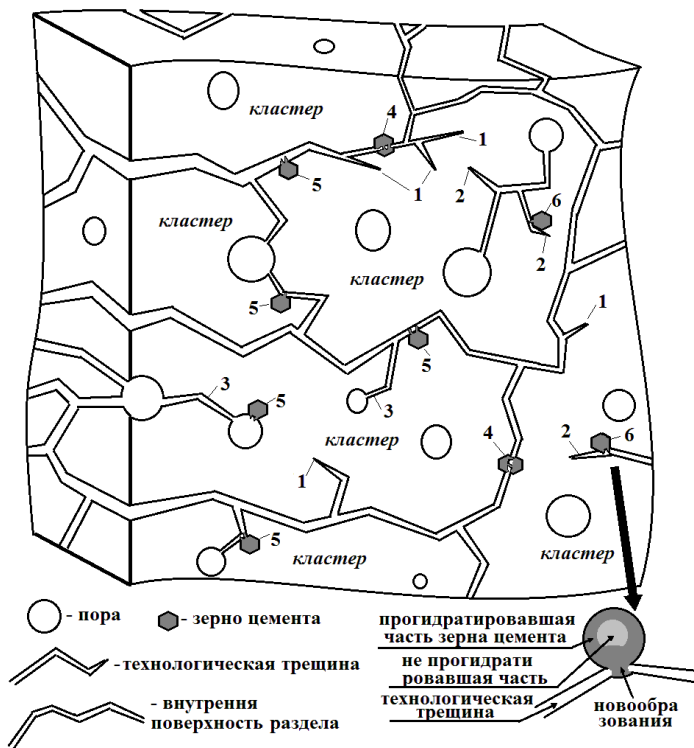 кластер
4
1
5
1
2
6
кластер
2
кластер
5
1
5
3
5
3
кластер
4
2
6
1
5
кластер
кластер
- пора
- зерно цемента
- технологическая трещина
- внутрення
поверхность раздела
прогидратировавшая
часть зерна цемента
не прогидрати
ровавшая часть
технологическая
трещина
новообра
зования